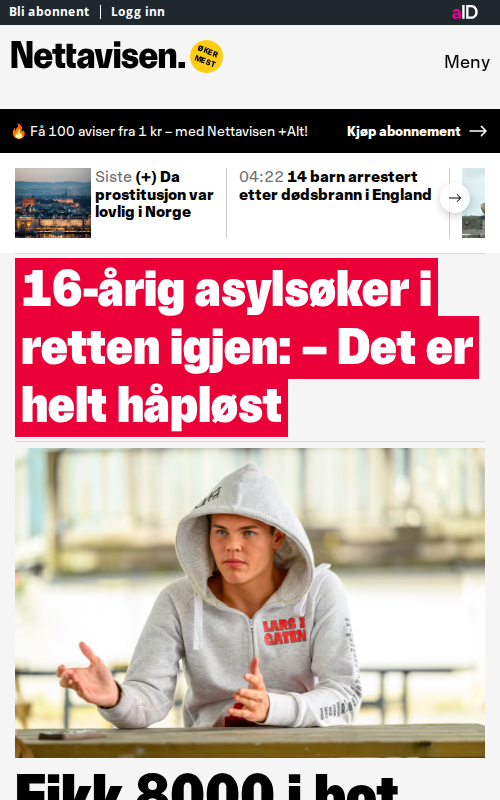 Bli abonnent
Logg inn
aID
Nettavisen.
ØKER
MEST
Meny
🔥 Få 100 aviser fra 1 kr – med Nettavisen +Alt!
Kjøp abonnement →
Siste (+) Da
prostitusjon var
lovlig i Norge
04:22 14 barn arrestert
etter dødsbrann i England
16-årig asylsøker i
retten igjen: – Det er
helt håpløst
LARS I
GATEN
Fikk 8000 i bot